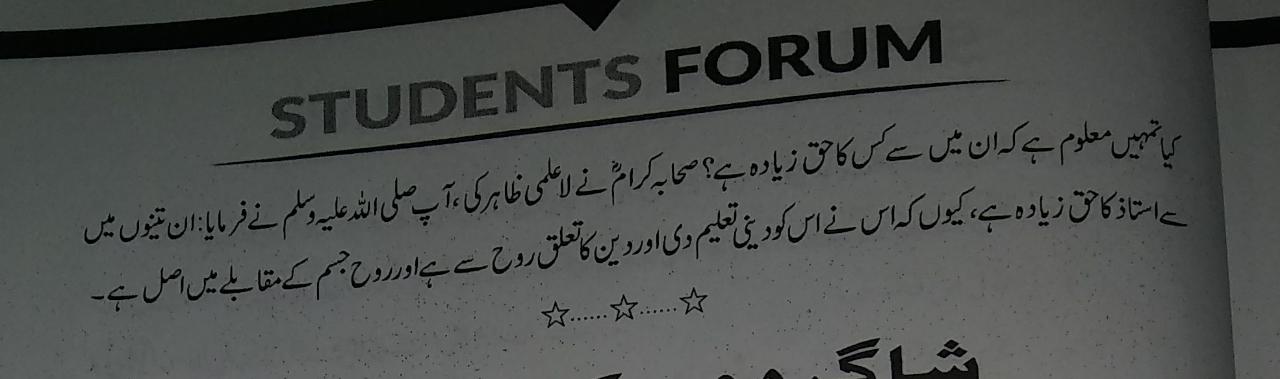 STUDENTS FORUM
کیا تمہیں معلوم ہے کہ ان میں سے کس کا حق زیادہ ہے؟ صحابہ کرامؓ نے لاعلمی ظاہر کی، آپ صلی اللہ علیہ وسلم نے فرمایا: ان تینوں میں
سے استاذ کا حق زیادہ ہے، کیوں کہ اس نے اس کو دینی تعلیم دی اور دین کا تعلق روح سے ہے اور روح جسم کے مقابلے میں اصل ہے۔
☆......☆......☆